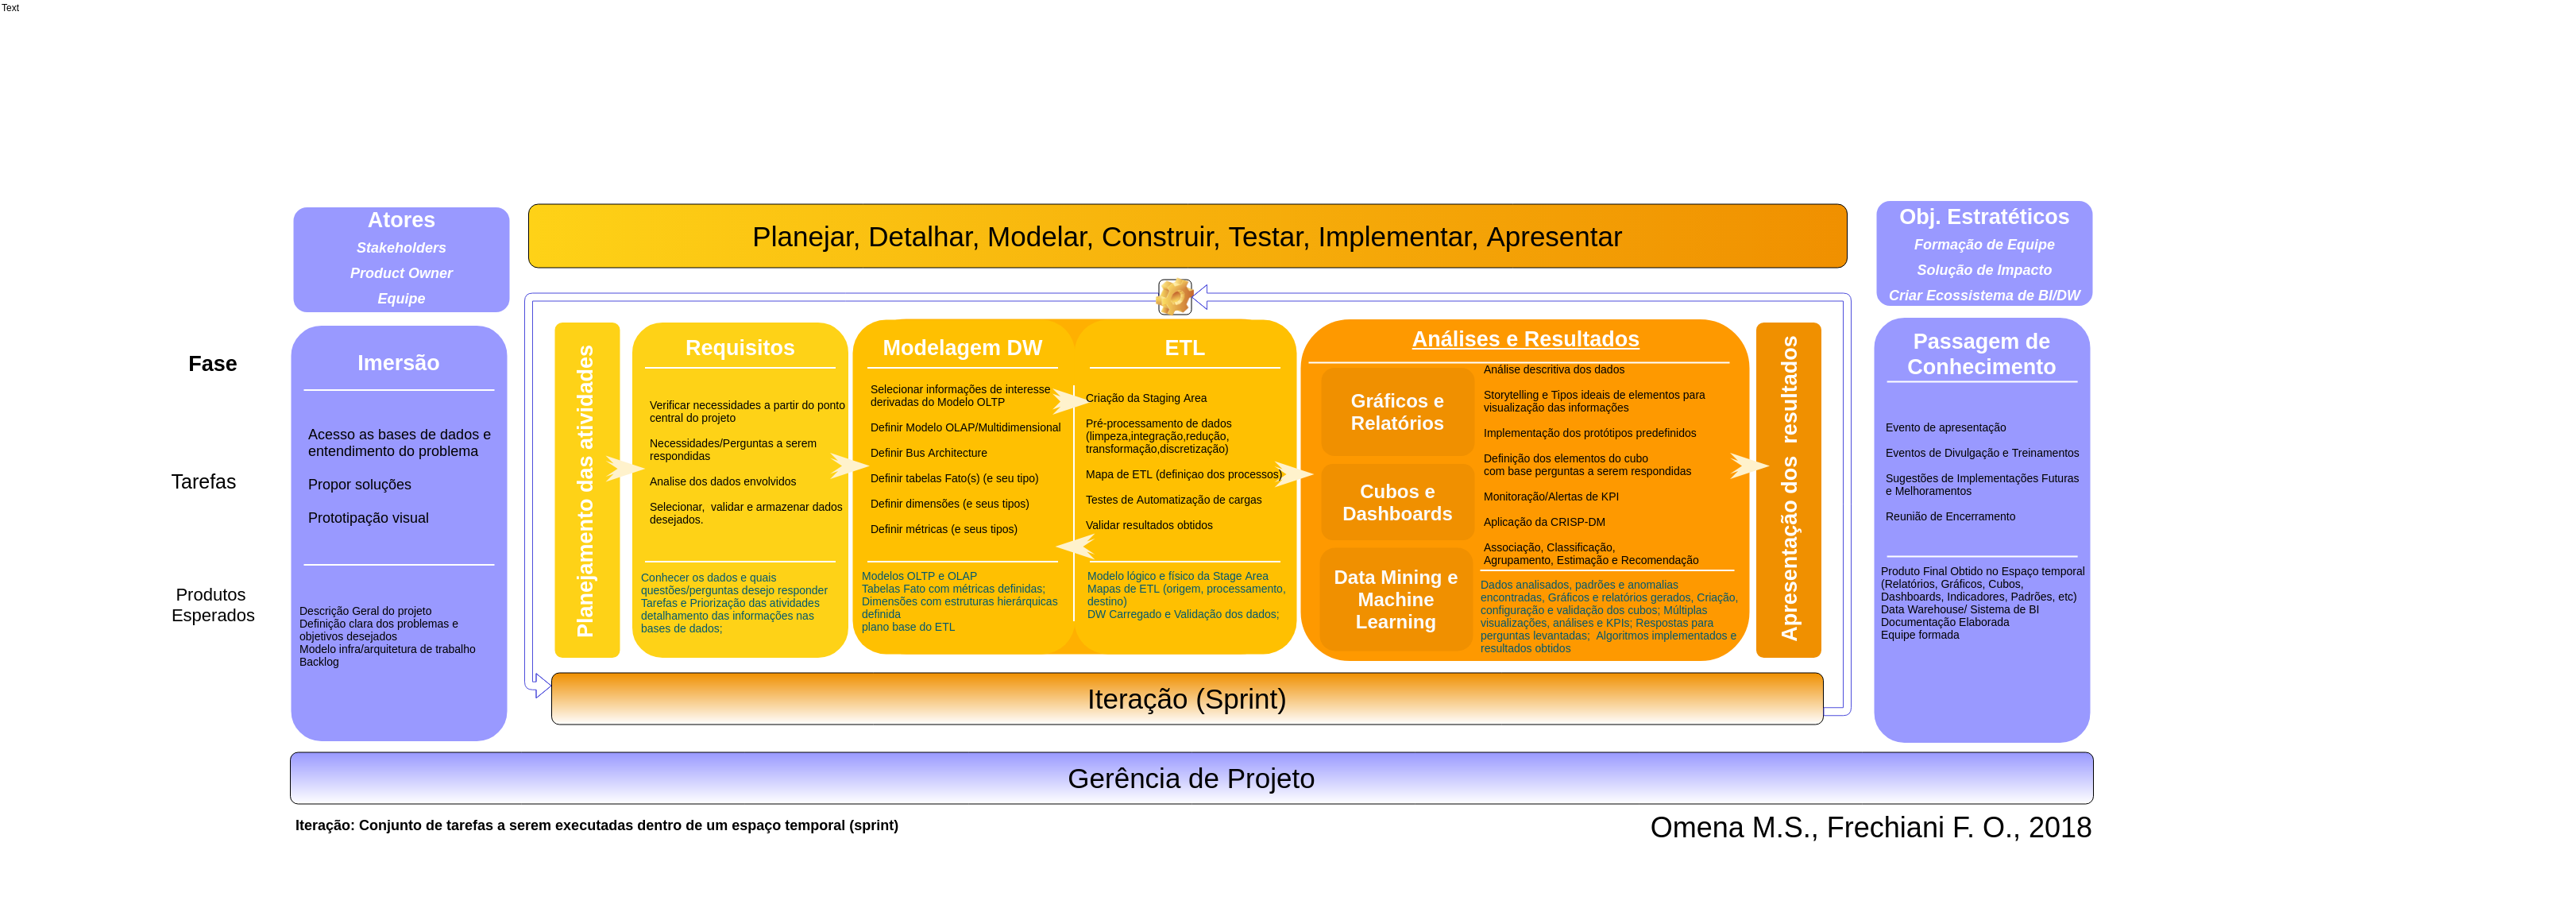 Text
Atores
Stakeholders
Product Owner
Equipe
Planejar, Detalhar, Modelar, Construir, Testar, Implementar, Apresentar
Obj. Estratéticos
Formação de Equipe
Solução de Impacto
Criar Ecossistema de BI/DW
Fase
Tarefas
Produtos
Esperados
Imersão
Acesso as bases de dados e
entendimento do problema
Propor soluções
Prototipação visual
Descrição Geral do projeto
Definição clara dos problemas e
objetivos desejados
Modelo infra/arquitetura de trabalho
Backlog
Planejamento das atividades
Requisitos
Verificar necessidades a partir do ponto
central do projeto
Necessidades/Perguntas a serem
respondidas
Analise dos dados envolvidos
Selecionar,  validar e armazenar dados
desejados.
Conhecer os dados e quais
questões/perguntas desejo responder
Tarefas e Priorização das atividades
detalhamento das informações nas
bases de dados;
Modelagem DW
Selecionar informações de interesse
derivadas do Modelo OLTP
Definir Modelo OLAP/Multidimensional
Definir Bus Architecture
Definir tabelas Fato(s) (e seu tipo)
Definir dimensões (e seus tipos)
Definir métricas (e seus tipos)
Modelos OLTP e OLAP
Tabelas Fato com métricas definidas;
Dimensões com estruturas hierárquicas
definida
plano base do ETL
ETL
Criação da Staging Area
Pré-processamento de dados
(limpeza,integração,redução,
transformação,discretização)
Mapa de ETL (definiçao dos processos)
Testes de Automatização de cargas
Validar resultados obtidos
Modelo lógico e físico da Stage Area
Mapas de ETL (origem, processamento,
destino)
DW Carregado e Validação dos dados;
Análises e Resultados
Gráficos e
Relatórios
Cubos e
Dashboards
Data Mining e
Machine
Learning
Análise descritiva dos dados
Storytelling e Tipos ideais de elementos para
visualização das informações
Implementação dos protótipos predefinidos
Definição dos elementos do cubo
com base perguntas a serem respondidas
Monitoração/Alertas de KPI
Aplicação da CRISP-DM
Associação, Classificação,
Agrupamento, Estimação e Recomendação
Dados analisados, padrões e anomalias
encontradas, Gráficos e relatórios gerados, Criação,
configuração e validação dos cubos; Múltiplas
visualizações, análises e KPIs; Respostas para
perguntas levantadas;  Algoritmos implementados e
resultados obtidos
Apresentação dos  resultados
Passagem de
Conhecimento
Evento de apresentação
Eventos de Divulgação e Treinamentos
Sugestões de Implementações Futuras
e Melhoramentos
Reunião de Encerramento
Produto Final Obtido no Espaço temporal
(Relatórios, Gráficos, Cubos,
Dashboards, Indicadores, Padrões, etc)
Data Warehouse/ Sistema de BI
Documentação Elaborada
Equipe formada
Iteração (Sprint)
Gerência de Projeto
Iteração: Conjunto de tarefas a serem executadas dentro de um espaço temporal (sprint)
Omena M.S., Frechiani F. O., 2018